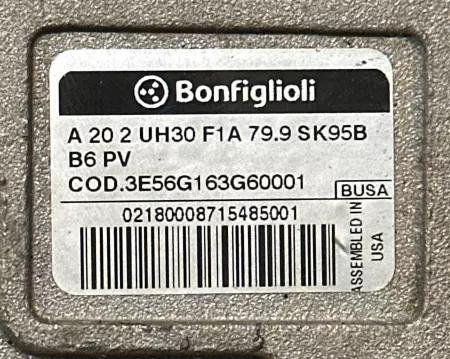 Bonfiglioli
A 20 2 UH30 F1A 79.9 SK95B
B6 PV
COD.3E56G163G60001
BUSA
02180008715485001
ASSEMBLED IN
USA